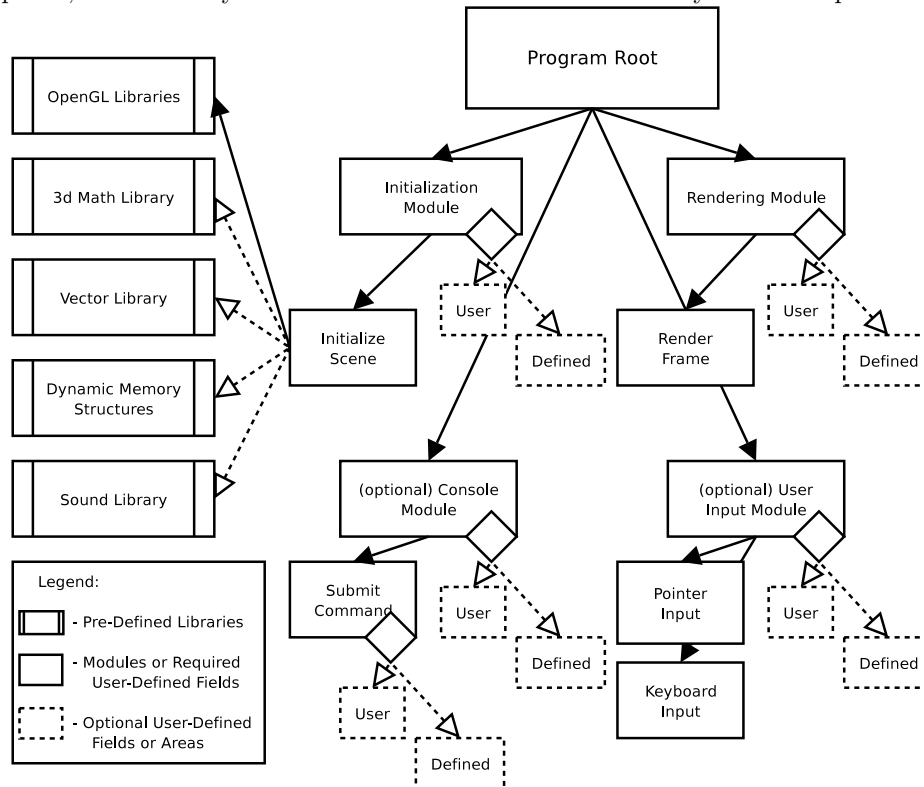 Program Root
OpenGL Libraries
3d Math Library
Vector Library
Dynamic Memory
Structures
Sound Library
Initialization
Module
User
Defined
Rendering Module
User
Defined
Initialize
Scene
Render
Frame
(optional) Console
Module
User
Defined
Submit
Command
User
Defined
(optional) User
Input Module
User
Defined
Pointer
Input
Keyboard
Input
Legend:
- Pre-Defined Libraries
- Modules or Required
User-Defined Fields
- Optional User-Defined
Fields or Areas